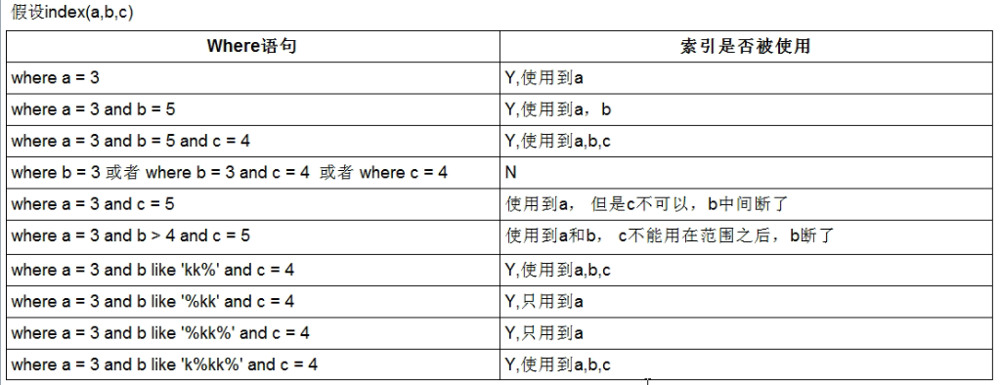 假设index(a,b,c)
Where语句 索引是否被使用
where a = 3 Y,使用到a
where a = 3 and b = 5 Y,使用到a，b
where a = 3 and b = 5 and c = 4 Y,使用到a,b,c
where b = 3 或者 where b = 3 and c = 4 或者 where c = 4 N
where a = 3 and c = 5 使用到a， 但是c不可以，b中间断了
where a = 3 and b > 4 and c = 5 使用到a和b， c不能用在范围之后，b断了
where a = 3 and b like 'kk%' and c = 4 Y,使用到a,b,c
where a = 3 and b like '%kk' and c = 4 Y,只用到a
where a = 3 and b like '%kk%' and c = 4 Y,只用到a
where a = 3 and b like 'k%kk%' and c = 4 Y,使用到a,b,c